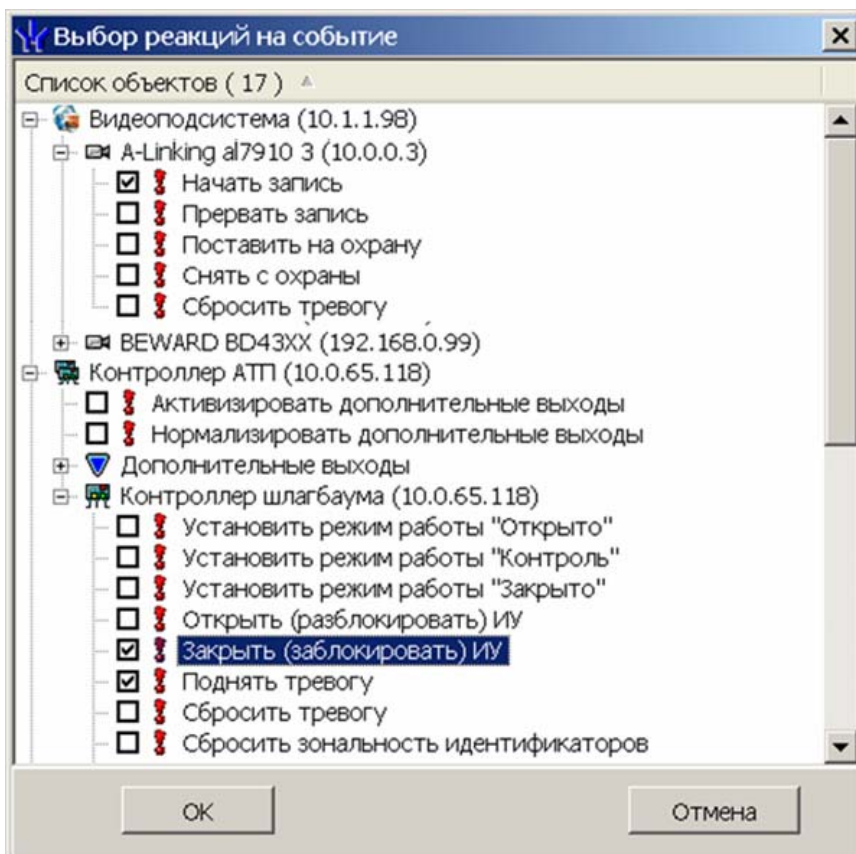 Выбор реакций на событие
Список объектов ( 17 )
Видеоподсистема (10.1.1.98)
A-Linking al7910 3 (10.0.0.3)
Начать запись
Прервать запись
Поставить на охрану
Снять с охраны
Сбросить тревогу
BEWARD BD43XX (192.168.0.99)
Контроллер АТП (10.0.65.118)
Активизировать дополнительные выходы
Нормализировать дополнительные выходы
Дополнительные выходы
Контроллер шлагбаума (10.0.65.118)
Установить режим работы "Открыто"
Установить режим работы "Контроль"
Установить режим работы "Закрыто"
Открыть (разблокировать) ИУ
Закрыть (заблокировать) ИУ
Поднять тревогу
Сбросить тревогу
Сбросить зональность идентификаторов
ОК Отмена